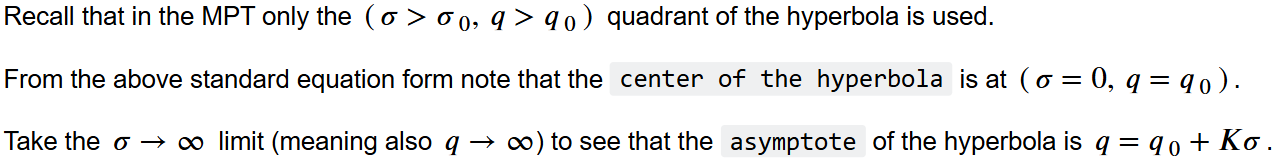 Recall that in the MPT only the (σ > σ₀, q > q₀) quadrant of the hyperbola is used.
From the above standard equation form note that the center of the hyperbola is at (σ = 0, q = q₀).
Take the σ → ∞ limit (meaning also q → ∞) to see that the asymptote of the hyperbola is q = q₀ + Kσ.